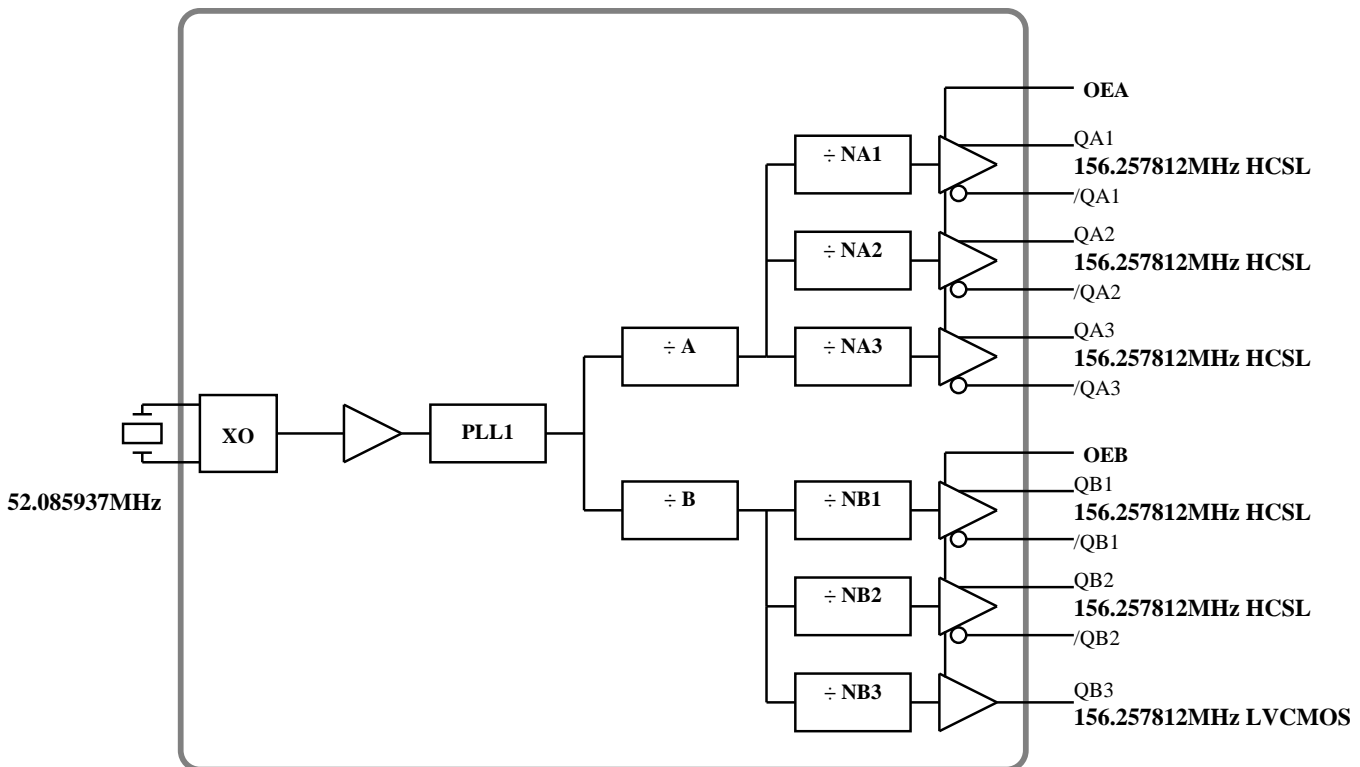 OEA
QA1
÷ NA1
156.257812MHz HCSL
/QA1
QA2
÷ NA2
156.257812MHz HCSL
/QA2
QA3
÷ A
÷ NA3
156.257812MHz HCSL
/QA3
XO
PLL1
OEB
QB1
52.085937MHz
÷ B
÷ NB1
156.257812MHz HCSL
/QB1
QB2
÷ NB2
156.257812MHz HCSL
/QB2
QB3
÷ NB3
156.257812MHz LVCMOS